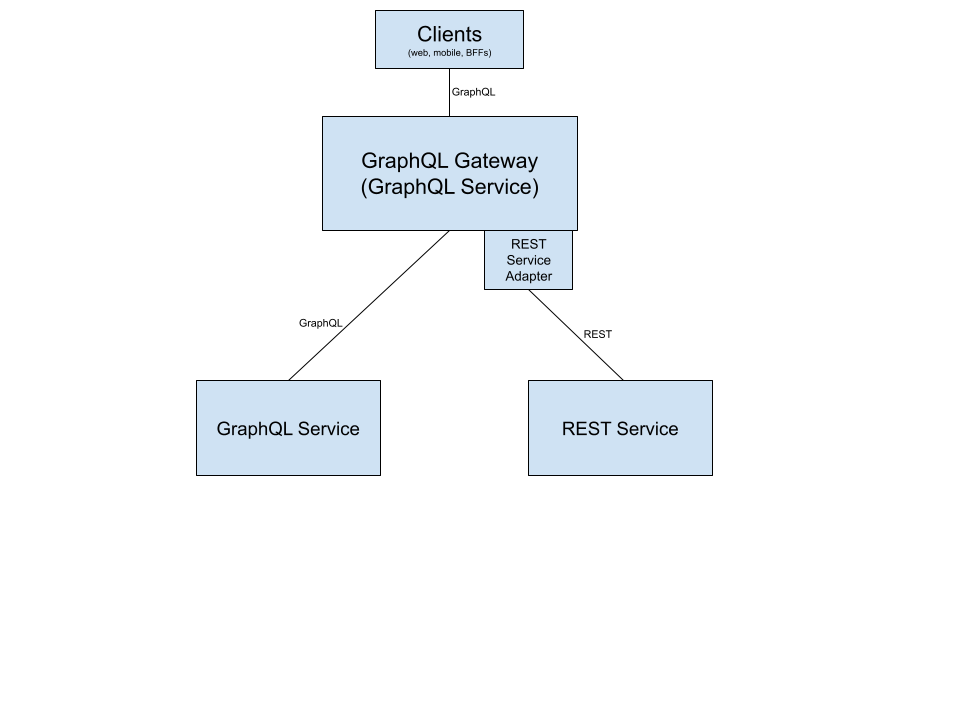 Clients
(web, mobile, BFFs)
GraphQL
GraphQL Gateway
(GraphQL Service)
REST
Service
Adapter
GraphQL
REST
GraphQL Service
REST Service